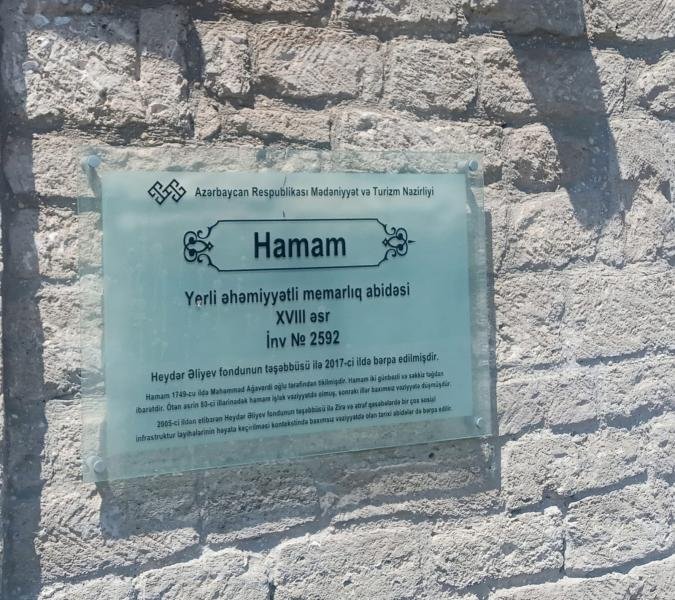 Azərbaycan Respublikası Mədəniyyət və Turizm Nazirliyi
Hamam
Yerli əhəmiyyətli memarlıq abidəsi
XVIII əsr
İnv № 2592
Heydər Əliyev fondunun təşəbbüsü ilə 2017-ci ildə bərpa edilmişdir.
Hamam 1749-cu ildə Məhəmməd Ağaverdi oğlu tərəfindən tikilmişdir. Hamam iki günbəzli və səkkiz tağdan
ibarətdir. Ötən əsrin 80-ci illərinədək hamam işlək vəziyyətdə olmuş, sonrakı illər baxımsız vəziyyətə düşmüşdür.
2005-ci ildən etibarən Heydər Əliyev fondunun təşəbbüsü ilə Zirə və ətraf qəsəbələrdə bir çox sosial
infrastruktur layihələrinin həyata keçirilməsi kontekstində baxımsız vəziyyətdə olan tarixi abidələr də bərpa edilir.